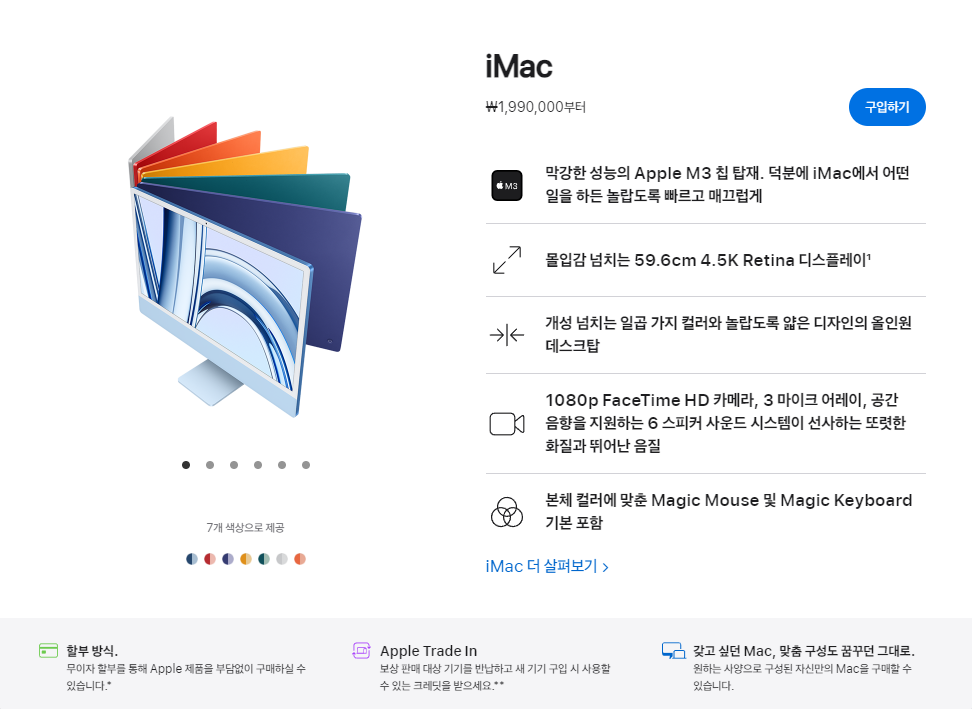 iMac
₩1,990,000부터
구입하기
M3
막강한 성능의 Apple M3 칩 탑재. 덕분에 iMac에서 어떤
일을 하든 놀랍도록 빠르고 매끄럽게
몰입감 넘치는 59.6cm 4.5K Retina 디스플레이¹
개성 넘치는 일곱 가지 컬러와 놀랍도록 얇은 디자인의 올인원
데스크탑
1080p FaceTime HD 카메라, 3 마이크 어레이, 공간
음향을 지원하는 6 스피커 사운드 시스템이 선사하는 또렷한
화질과 뛰어난 음질
본체 컬러에 맞춘 Magic Mouse 및 Magic Keyboard
기본 포함
iMac 더 살펴보기 >
7개 색상으로 제공
할부 방식.
무이자 할부를 통해 Apple 제품을 부담없이 구매하실 수
있습니다.*
Apple Trade In
보상 판매 대상 기기를 반납하고 새 기기 구입 시 사용할
수 있는 크레딧을 받으세요.**
갖고 싶던 Mac, 맞춤 구성도 꿈꾸던 그대로.
원하는 사양으로 구성된 자신만의 Mac을 구매할 수
있습니다.